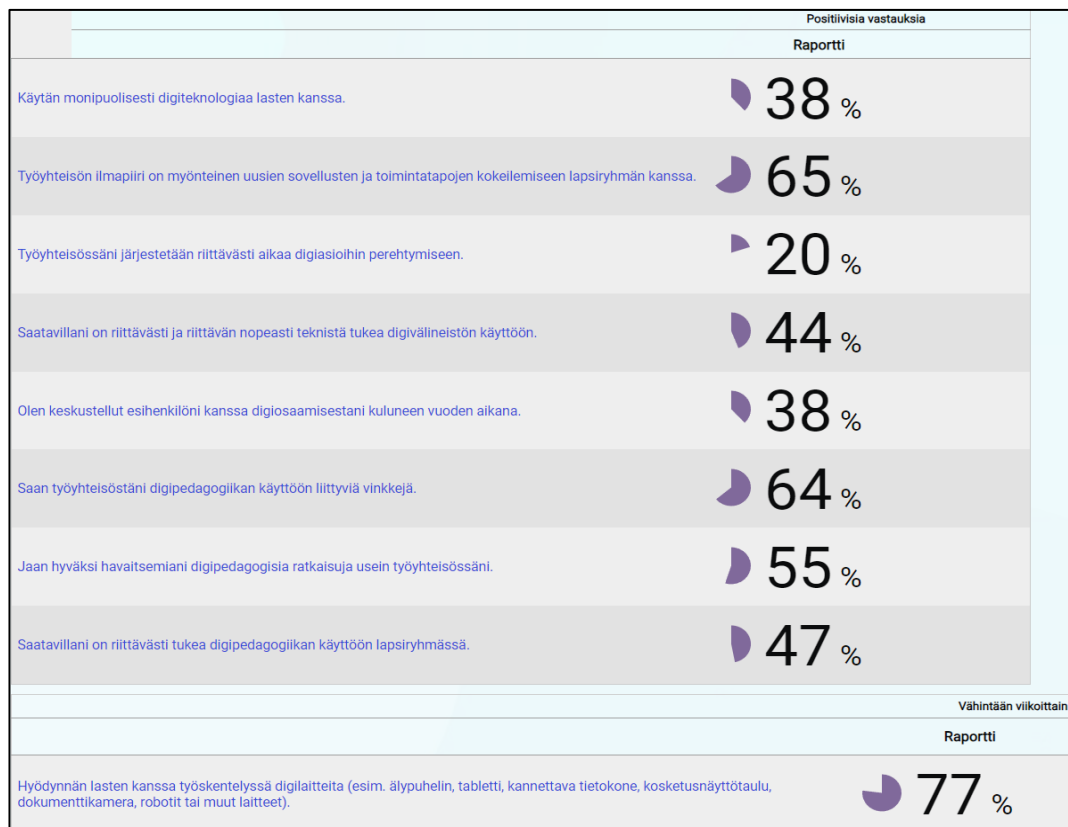 Positiivisia vastauksia
Raportti
Käytän monipuolisesti digiteknologiaa lasten kanssa.
38 %
Työyhteisön ilmapiiri on myönteinen uusien sovellusten ja toimintatapojen kokeilemiseen lapsiryhmän kanssa.
65 %
Työyhteisössäni järjestetään riittävästi aikaa digiasioihin perehtymiseen.
20 %
Saatavillani on riittävästi ja riittävän nopeasti teknistä tukea digivälineistön käyttöön.
44 %
Olen keskustellut esihenkilöni kanssa digiosaamisestani kuluneen vuoden aikana.
38 %
Saan työyhteisöstäni digipedagogiikan käyttöön liittyviä vinkkejä.
64 %
Jaan hyväksi havaitsemiani digipedagogisia ratkaisuja usein työyhteisössäni.
55 %
Saatavillani on riittävästi tukea digipedagogiikan käyttöön lapsiryhmässä.
47 %
Vähintään viikoittain
Raportti
Hyödynnän lasten kanssa työskentelyssä digilaitteita (esim. älypuhelin, tabletti, kannettava tietokone, kosketusnäyttötaulu,
dokumenttikamera, robotit tai muut laitteet).
77 %